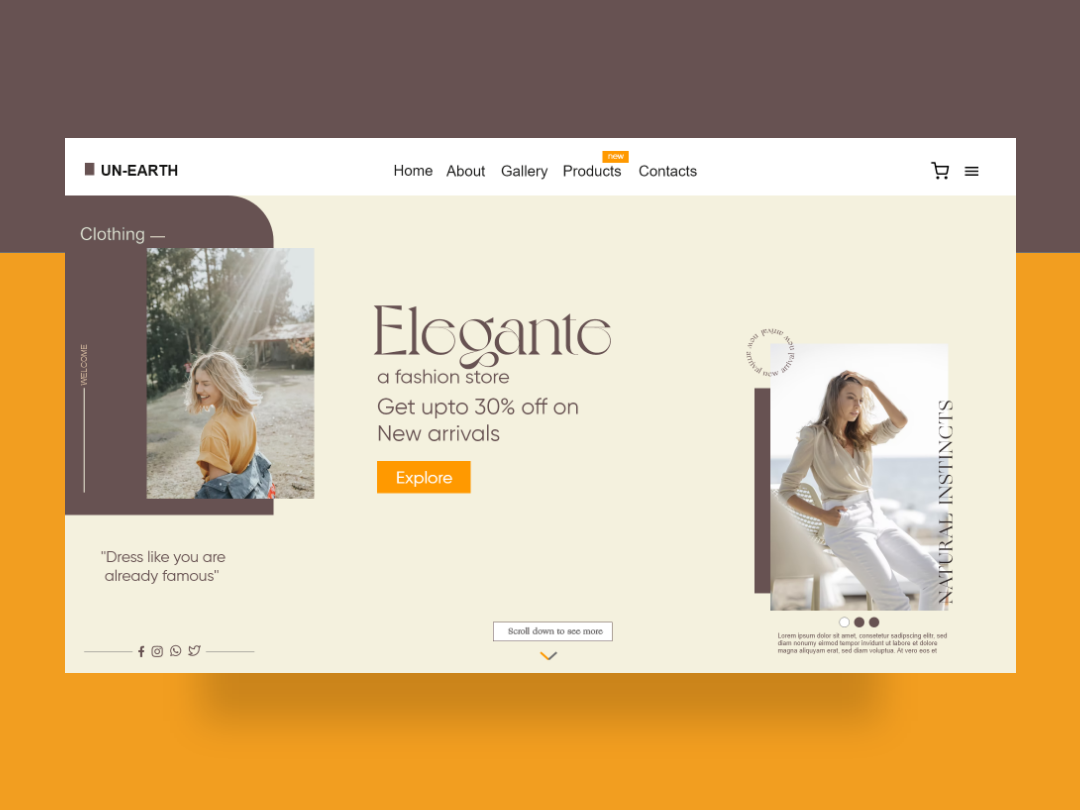 UN-EARTH
Home
About
Gallery
Products
new
Contacts
Clothing —
WELCOME
Elegante
a fashion store
Get upto 30% off on
New arrivals
Explore
new arrival new arrival new arrival
NATURAL INSTINCTS
"Dress like you are
already famous"
Scroll down to see more
Lorem ipsum dolor sit amet, consetetur sadipscing elitr, sed
diam nonumy eirmod tempor invidunt ut labore et dolore
magna aliquyam erat, sed diam voluptua. At vero eos et